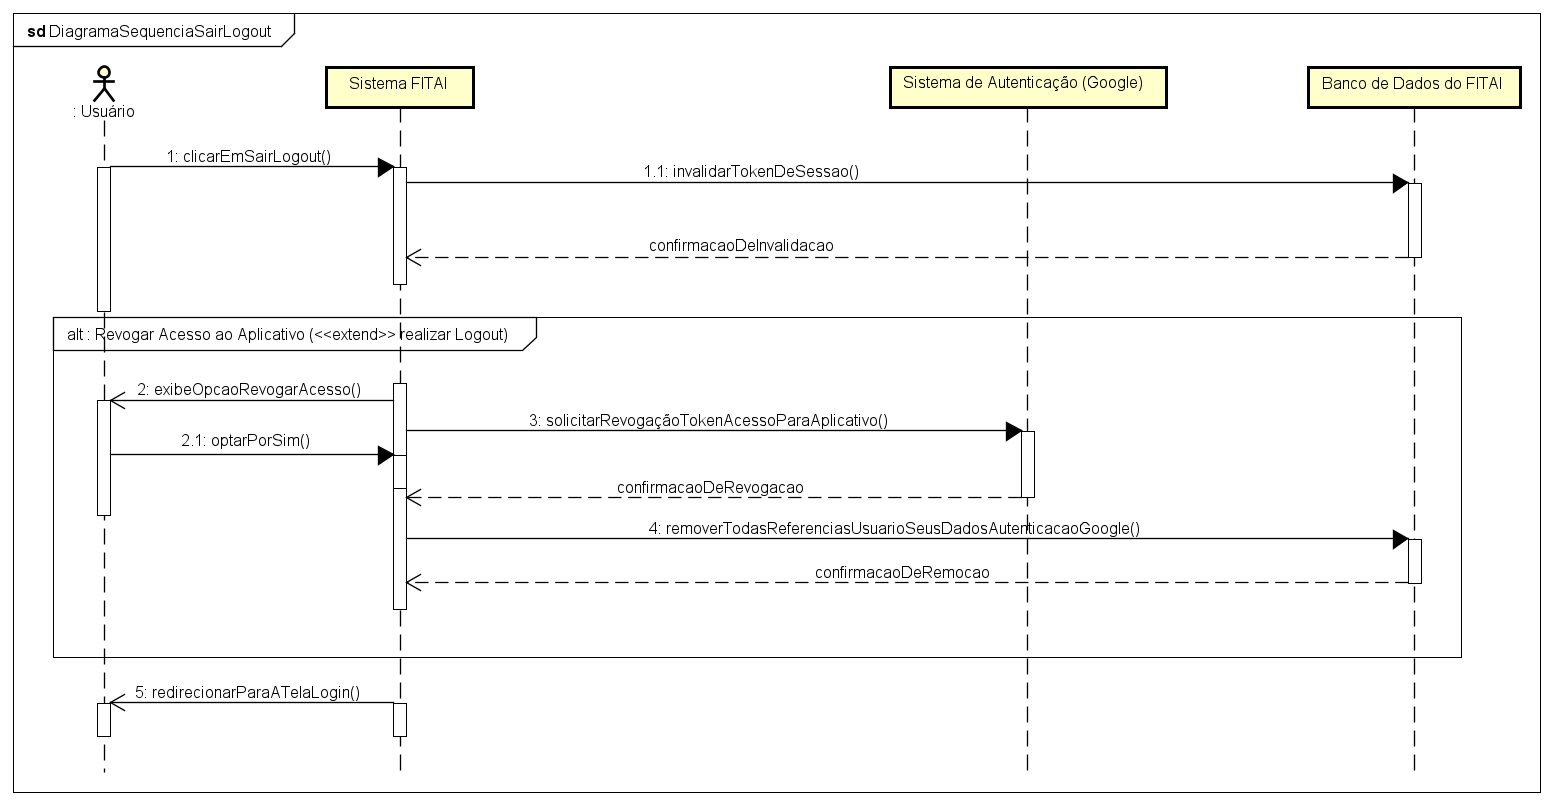 sd DiagramaSequenciaSairLogout
: Usuário
Sistema FITAI
Sistema de Autenticação (Google)
Banco de Dados do FITAI
1: clicarEmSairLogout()
1.1: invalidarTokenDeSessao()
confirmacaoDeInvalidacao
alt : Revogar Acesso ao Aplicativo (<<extend>> realizar Logout)
2: exibeOpcaoRevogarAcesso()
3: solicitarRevogaçãoTokenAcessoParaAplicativo()
2.1: optarPorSim()
confirmacaoDeRevogacao
4: removerTodasReferenciasUsuarioSeusDadosAutenticacaoGoogle()
confirmacaoDeRemocao
5: redirecionarParaATelaLogin()